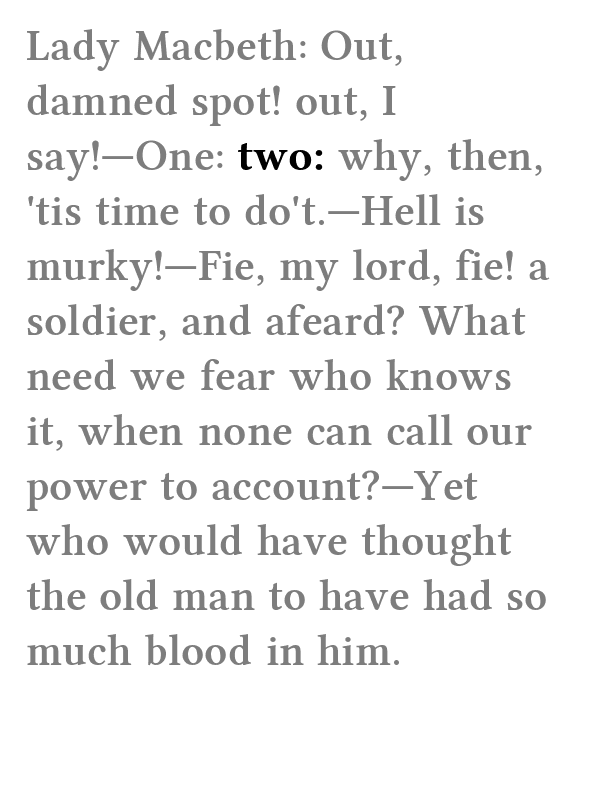 Lady Macbeth: Out,
damned spot! out, I
say!—One: two: why, then,
'tis time to do't.—Hell is
murky!—Fie, my lord, fie! a
soldier, and afeard? What
need we fear who knows
it, when none can call our
power to account?—Yet
who would have thought
the old man to have had so
much blood in him.